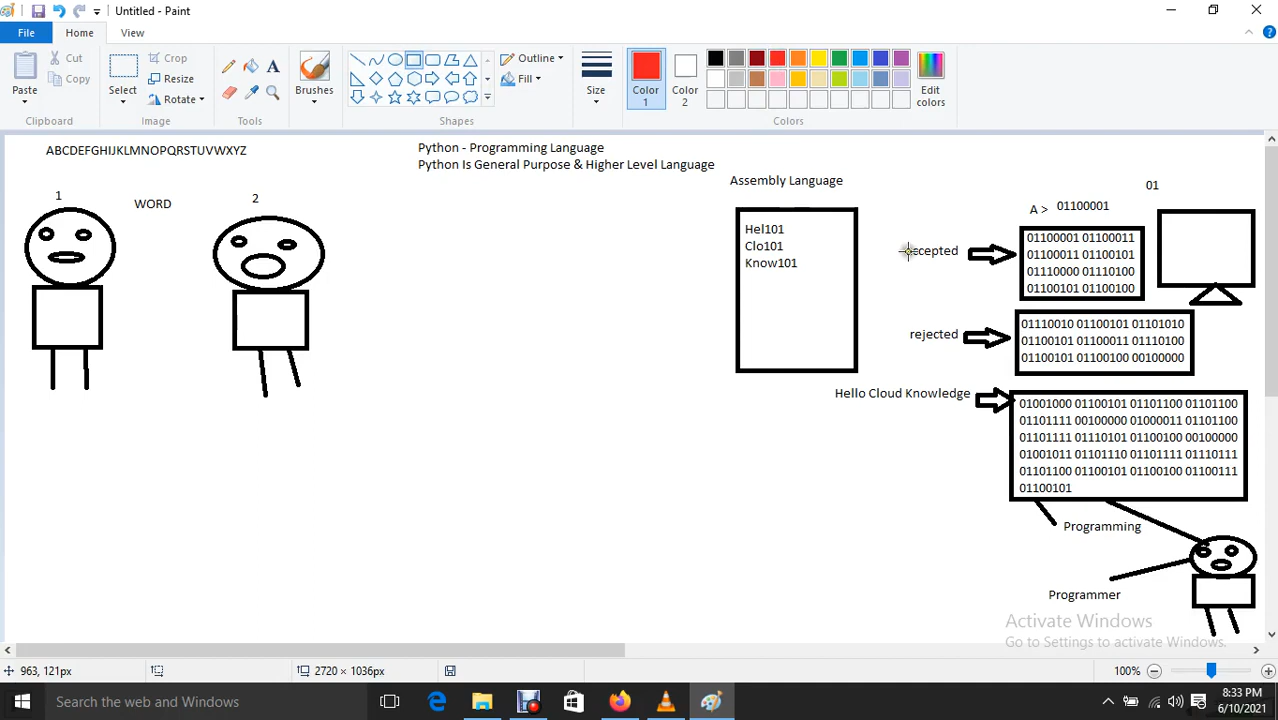 Untitled - Paint
File
Home
View
Paste
Cut
Copy
Clipboard
Select
Crop
Resize
Rotate
Image
Tools
Brushes
Shapes
Outline
Fill
Size
Color 1
Color 2
Edit colors
Colors
ABCDEFGHIJKLMNOPQRSTUVWXYZ
Python - Programming Language
Python Is General Purpose & Higher Level Language
1
WORD
2
Assembly Language
Hel101
Clo101
Know101
01
A > 01100001
01100001 01100011
01100011 01100101
01110000 01110100
01100101 01100100
rejected
01110010 01100101 01101010
01100101 01100011 01110100
01100101 01100100 00100000
Hello Cloud Knowledge
01001000 01100101 01101100 01101100
01101111 00100000 01000011 01101100
01101111 01110101 01100100 00100000
01001011 01101110 01101111 01110111
01101100 01100101 01100100 01100111
01100101
Programming
Programmer
Activate Windows
Go to Settings to activate Windows.
963, 121px
2720 × 1036px
100%
Search the web and Windows
8:33 PM
6/10/2021